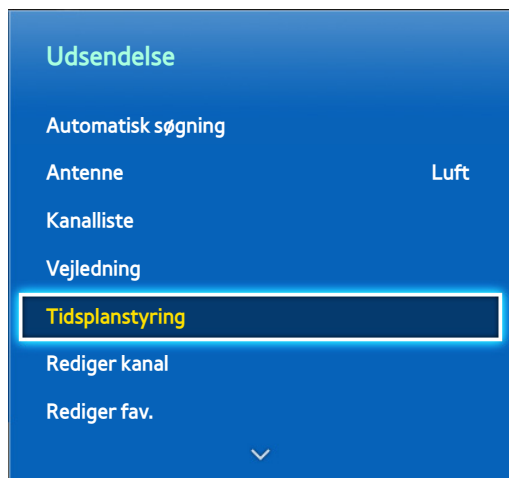 Udsendelse
Automatisk søgning
Antenne Luft
Kanalliste
Vejledning
Tidsplanstyring
Rediger kanal
Rediger fav.